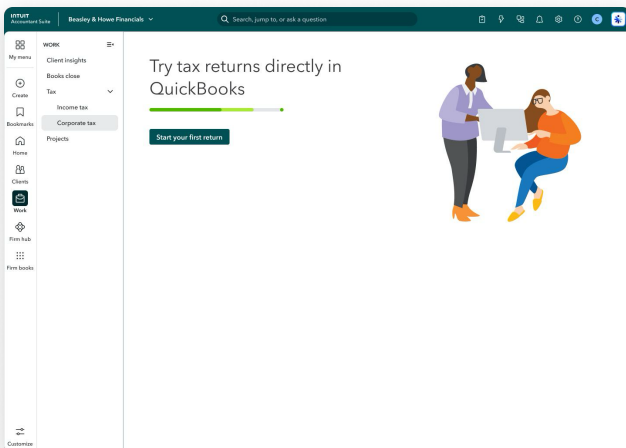 INTUIT
Accountant
Suite
Beasley & Howe Financials
Search, jump to, or ask a question
C
My menu
Create
Bookmarks
Home
Clients
Work
Firm hub
Firm books
Customize
WORK
Client insights
Books close
Tax
Income tax
Corporate tax
Projects
Try tax returns directly in
QuickBooks
Start your first return